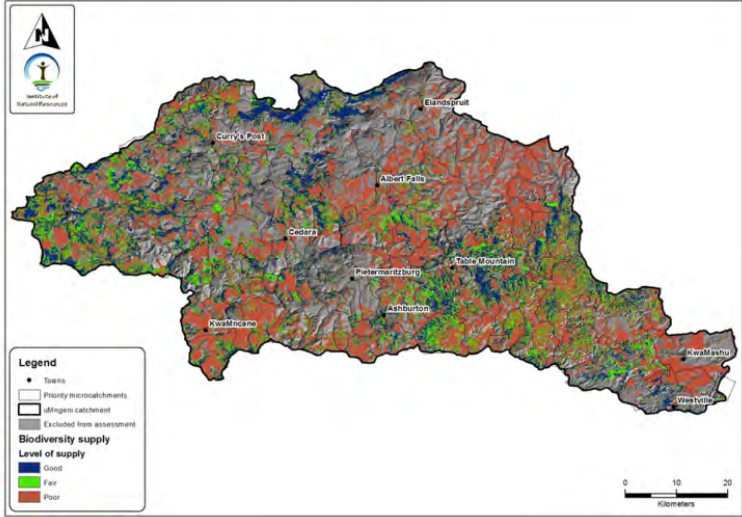 N
Institute of
Natural Resources
Elandspruit
Curry's Post
Albert Falls
Cedara
Table Mountain
Pietermaritzburg
Ashburton
KwaMncane
KwaMashu
Westville
Legend
Towns
Priority microcatchments
uMngeni catchment
Excluded from assessment
Biodiversity supply
Level of supply
Good
Fair
Poor
0 10 20
Kilometers